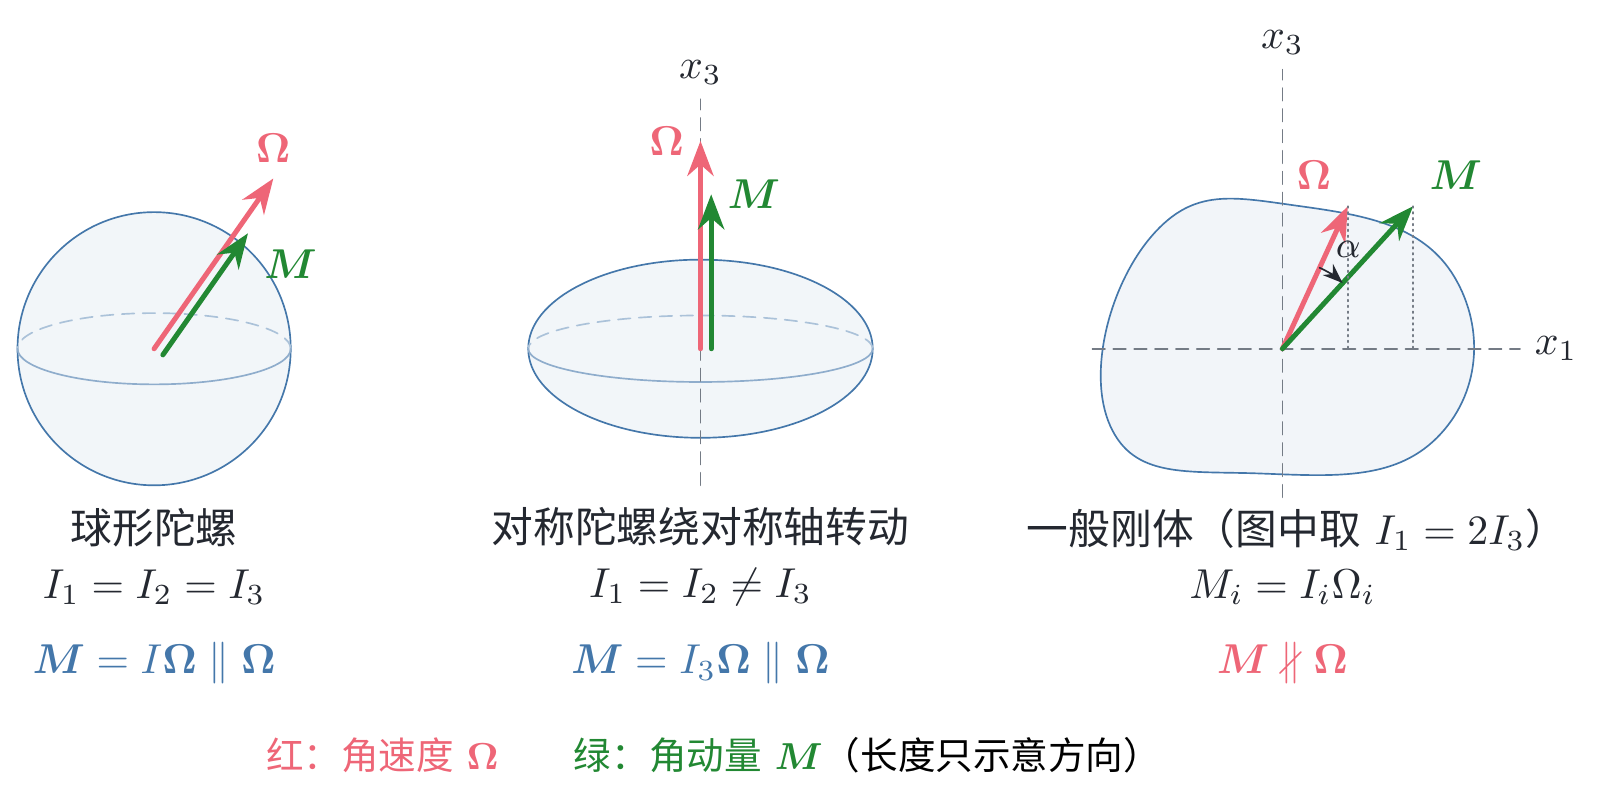 Ω
M
球形陀螺
I₁ = I₂ = I₃
M = IΩ ∥ Ω
x₃
Ω
M
对称陀螺绕对称轴转动
I₁ = I₂ ≠ I₃
M = I₃Ω ∥ Ω
x₃
Ω
M
α
x₁
一般刚体（图中取 I₁ = 2I₃）
Mᵢ = IᵢΩᵢ
M ∦ Ω
红：角速度 Ω 绿：角动量 M（长度只示意方向）